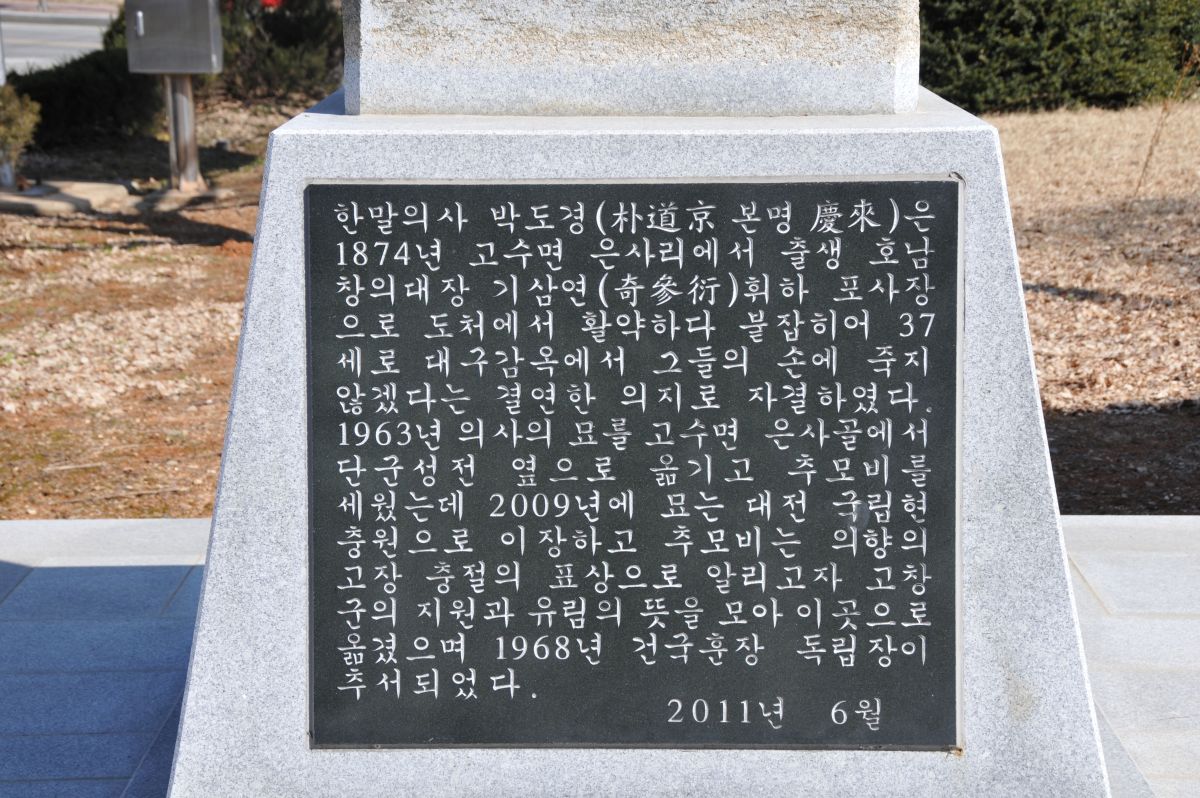 한말의사 박도경(朴道京 본명 慶來)은
1874년 고수면 은사리에서 출생 호남
창의대장 기삼연(奇參衍)휘하 포사장
으로 도처에서 활약하다 붙잡히어 37
세로 대구감옥에서 그들의 손에 죽지
않겠다는 결연한 의지로 자결하였다.
1963년 의사의 묘를 고수면 은사골에서
단군성전 옆으로 옮기고 추모비를
세웠는데 2009년에 묘는 대전 국립현
충원으로 이장하고 추모비는 의향의
고장 충절의 표상으로 알리고자 고창
군의 지원과 유림의 뜻을 모아 이곳으로
옮겼으며 1968년 건국훈장 독립장이
추서되었다.
2011년 6월